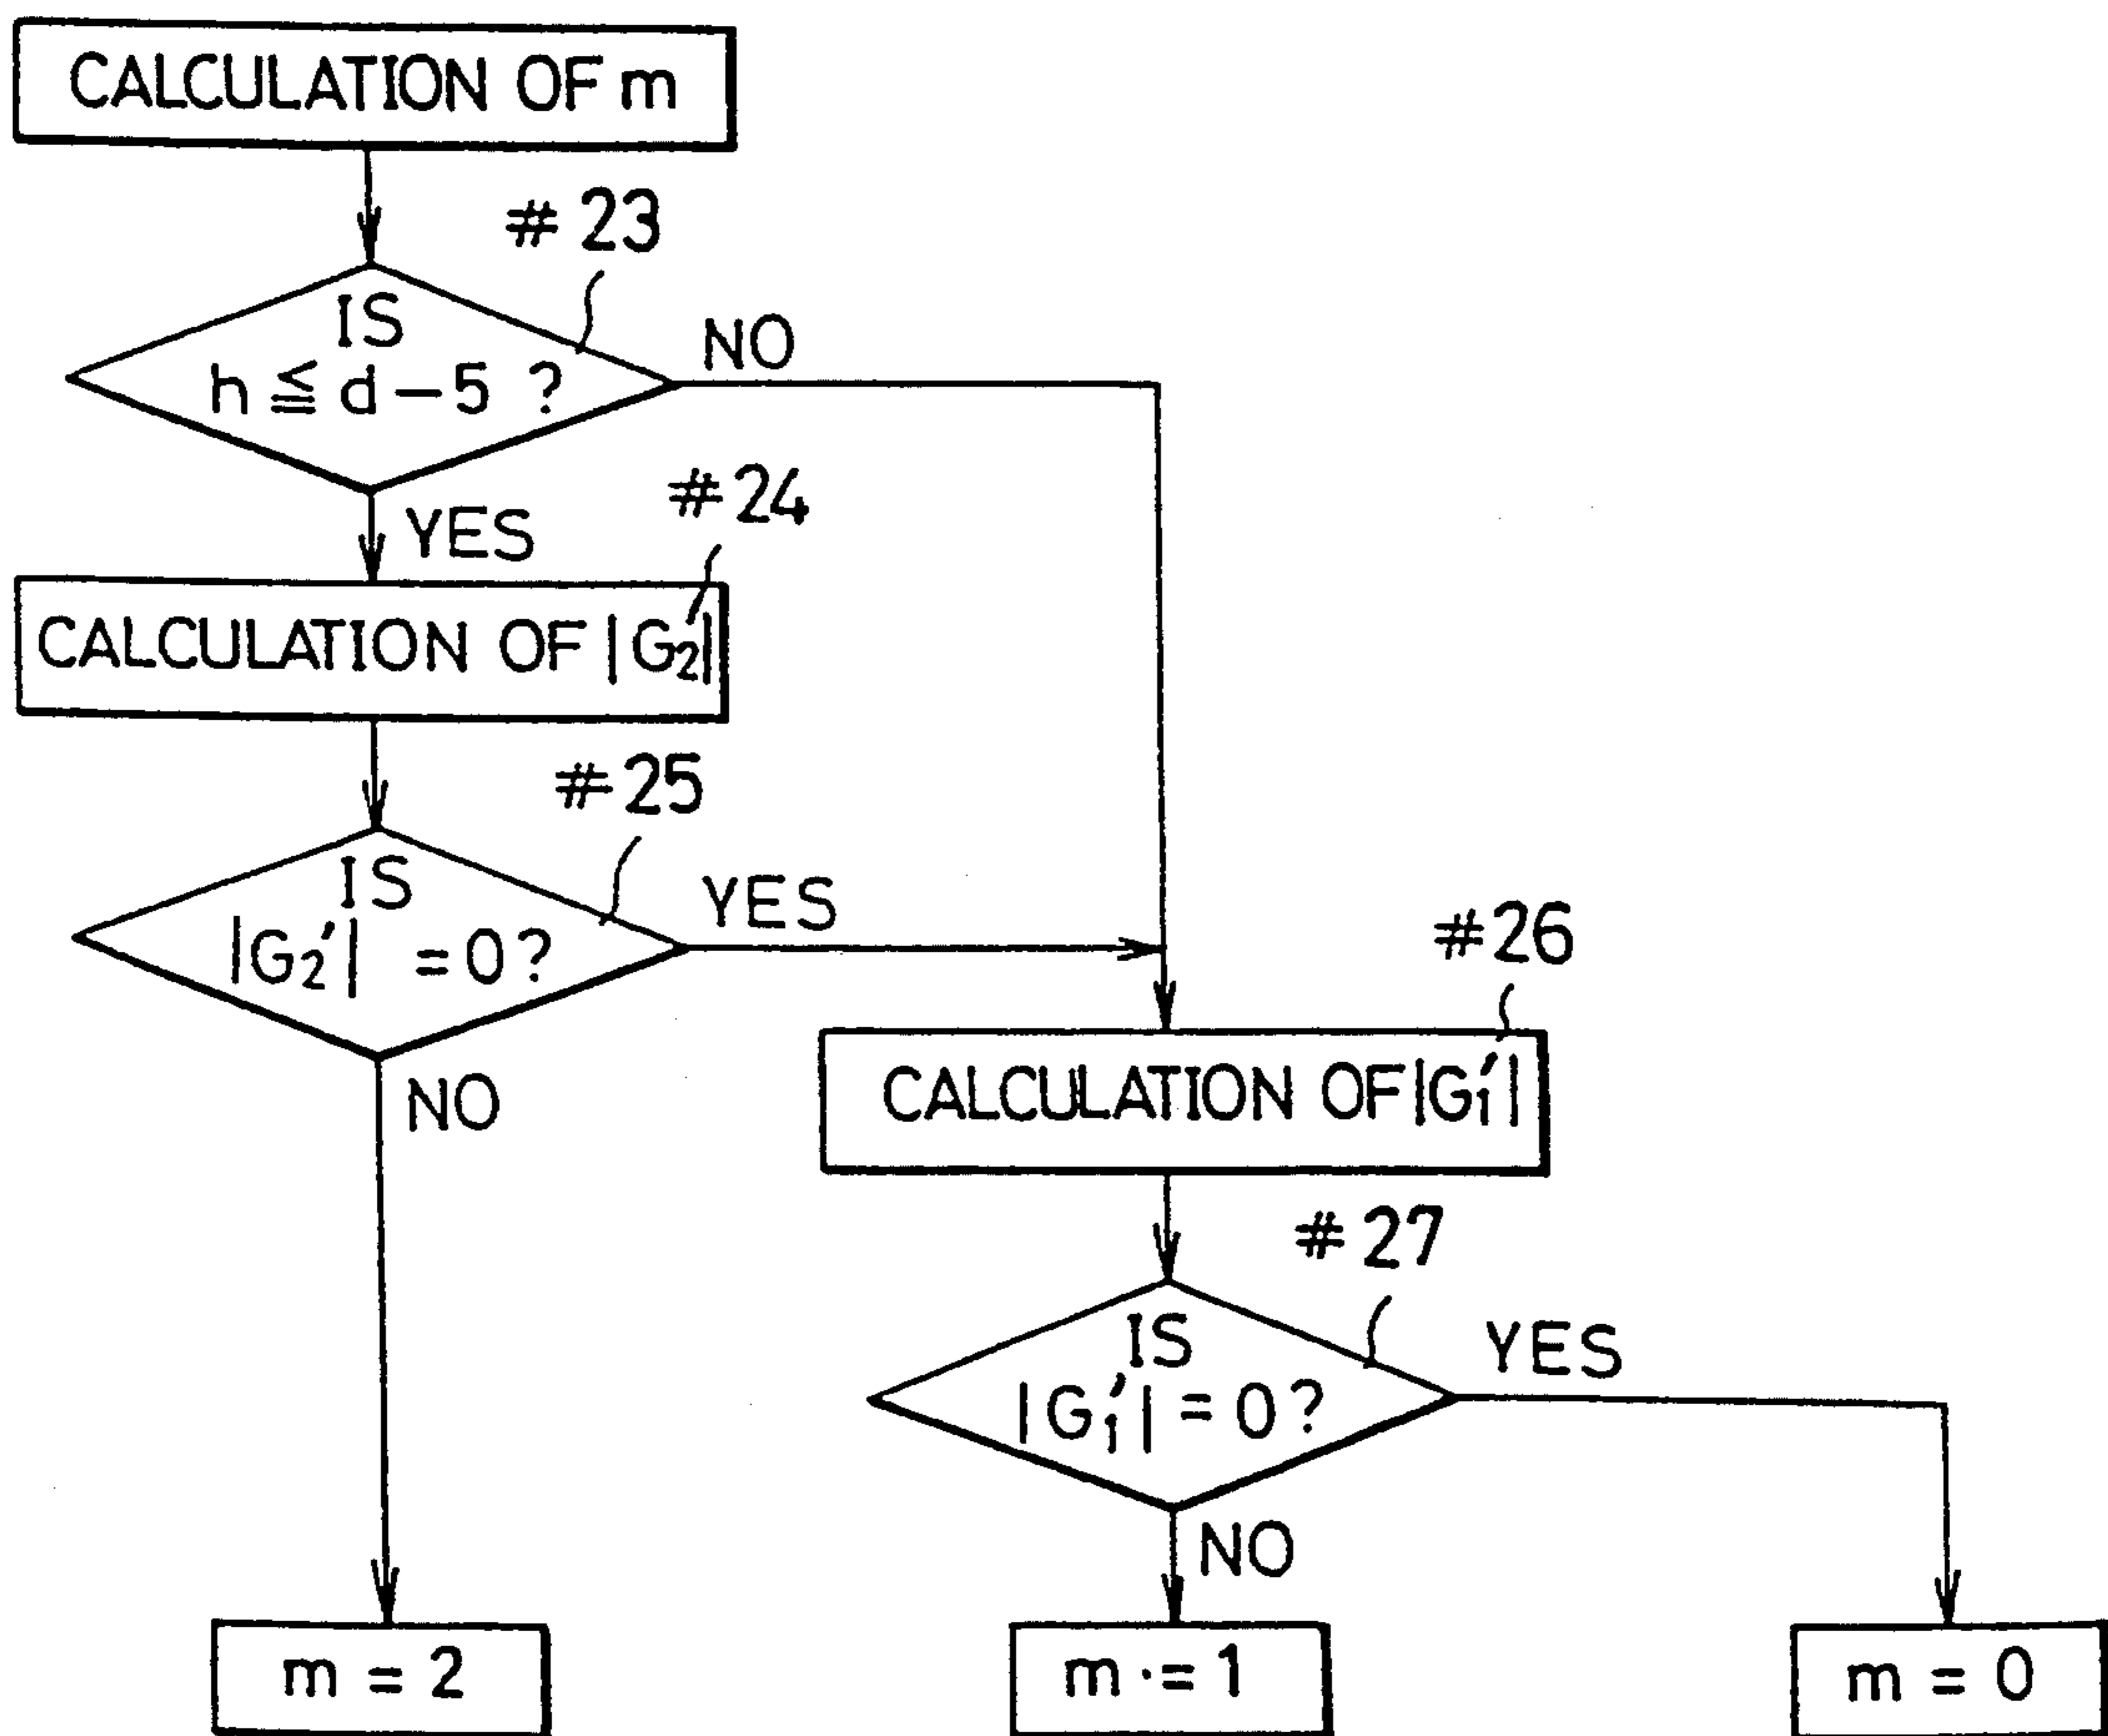 CALCULATION OF m
#23
IS
h ≦ d - 5 ?
NO
YES
#24
CALCULATION OF |G₂'|
#25
IS
|G₂'| = 0?
YES
NO
#26
CALCULATION OF |G₁'|
#27
IS
|G₁'| = 0?
YES
NO
m = 2
m = 1
m = 0